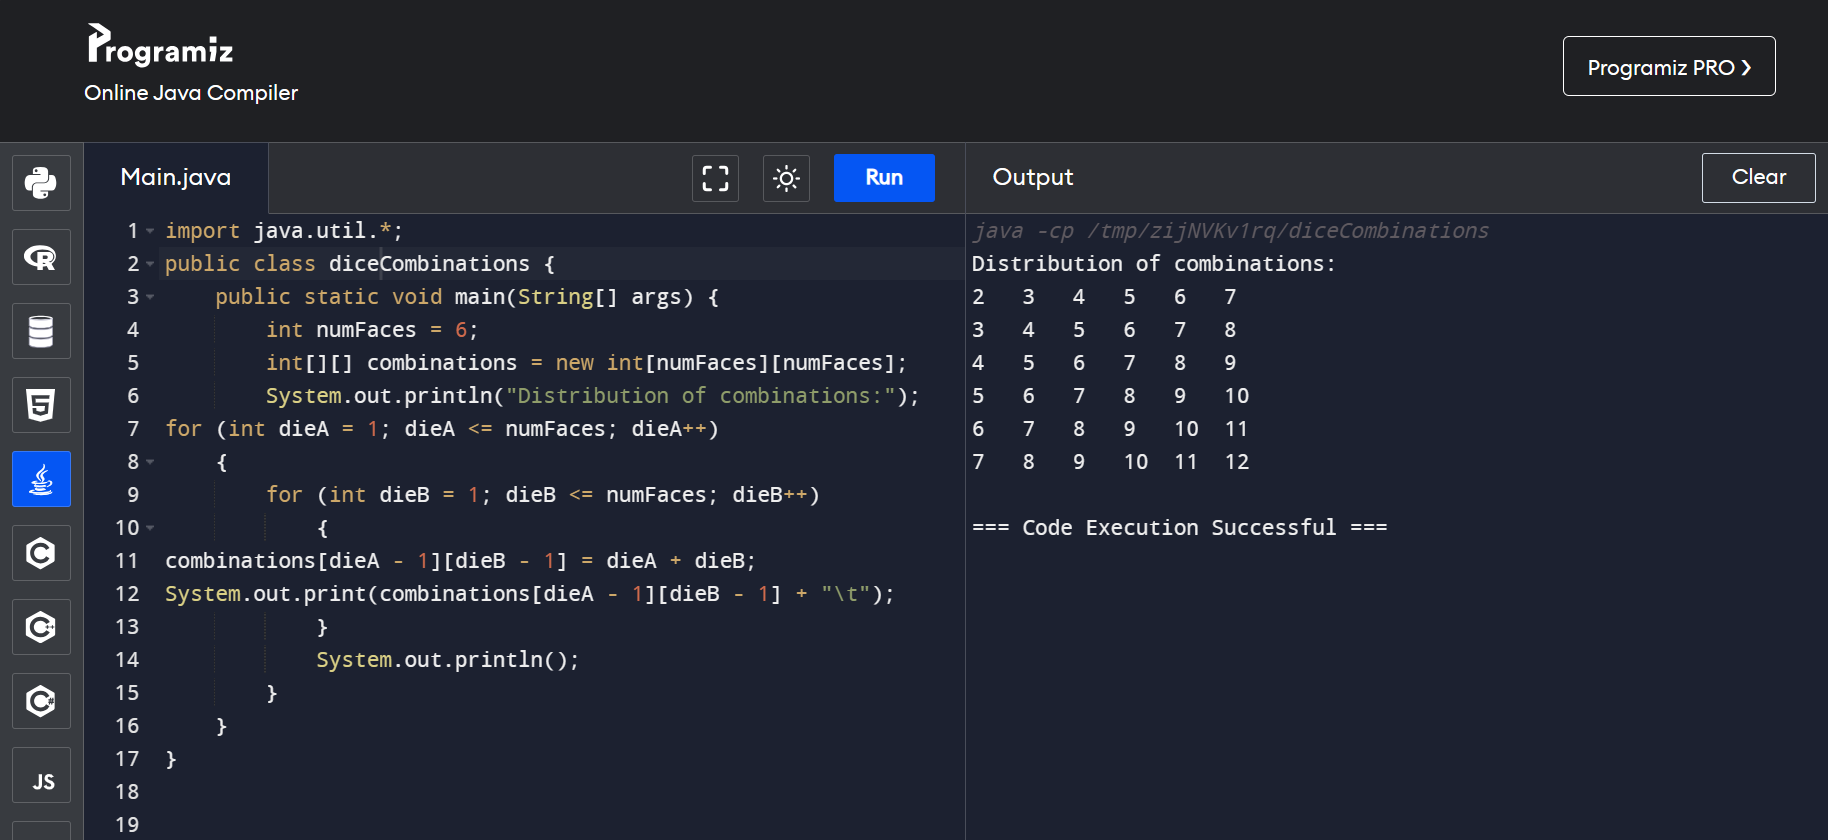 Programiz
Online Java Compiler
Programiz PRO ❯
Main.java
Run
Output
Clear
1 import java.util.*;
2 public class diceCombinations {
3     public static void main(String[] args) {
4         int numFaces = 6;
5         int[][] combinations = new int[numFaces][numFaces];
6         System.out.println("Distribution of combinations:");
7 for (int dieA = 1; dieA <= numFaces; dieA++)
8     {
9         for (int dieB = 1; dieB <= numFaces; dieB++)
10             {
11 combinations[dieA - 1][dieB - 1] = dieA + dieB;
12 System.out.print(combinations[dieA - 1][dieB - 1] + "\t");
13             }
14             System.out.println();
15         }
16     }
17 }
18
19
java -cp /tmp/zijNVKv1rq/diceCombinations
Distribution of combinations:
2 3 4 5 6 7
3 4 5 6 7 8
4 5 6 7 8 9
5 6 7 8 9 10
6 7 8 9 10 11
7 8 9 10 11 12
=== Code Execution Successful ===
R
5
C
C++
C#
JS